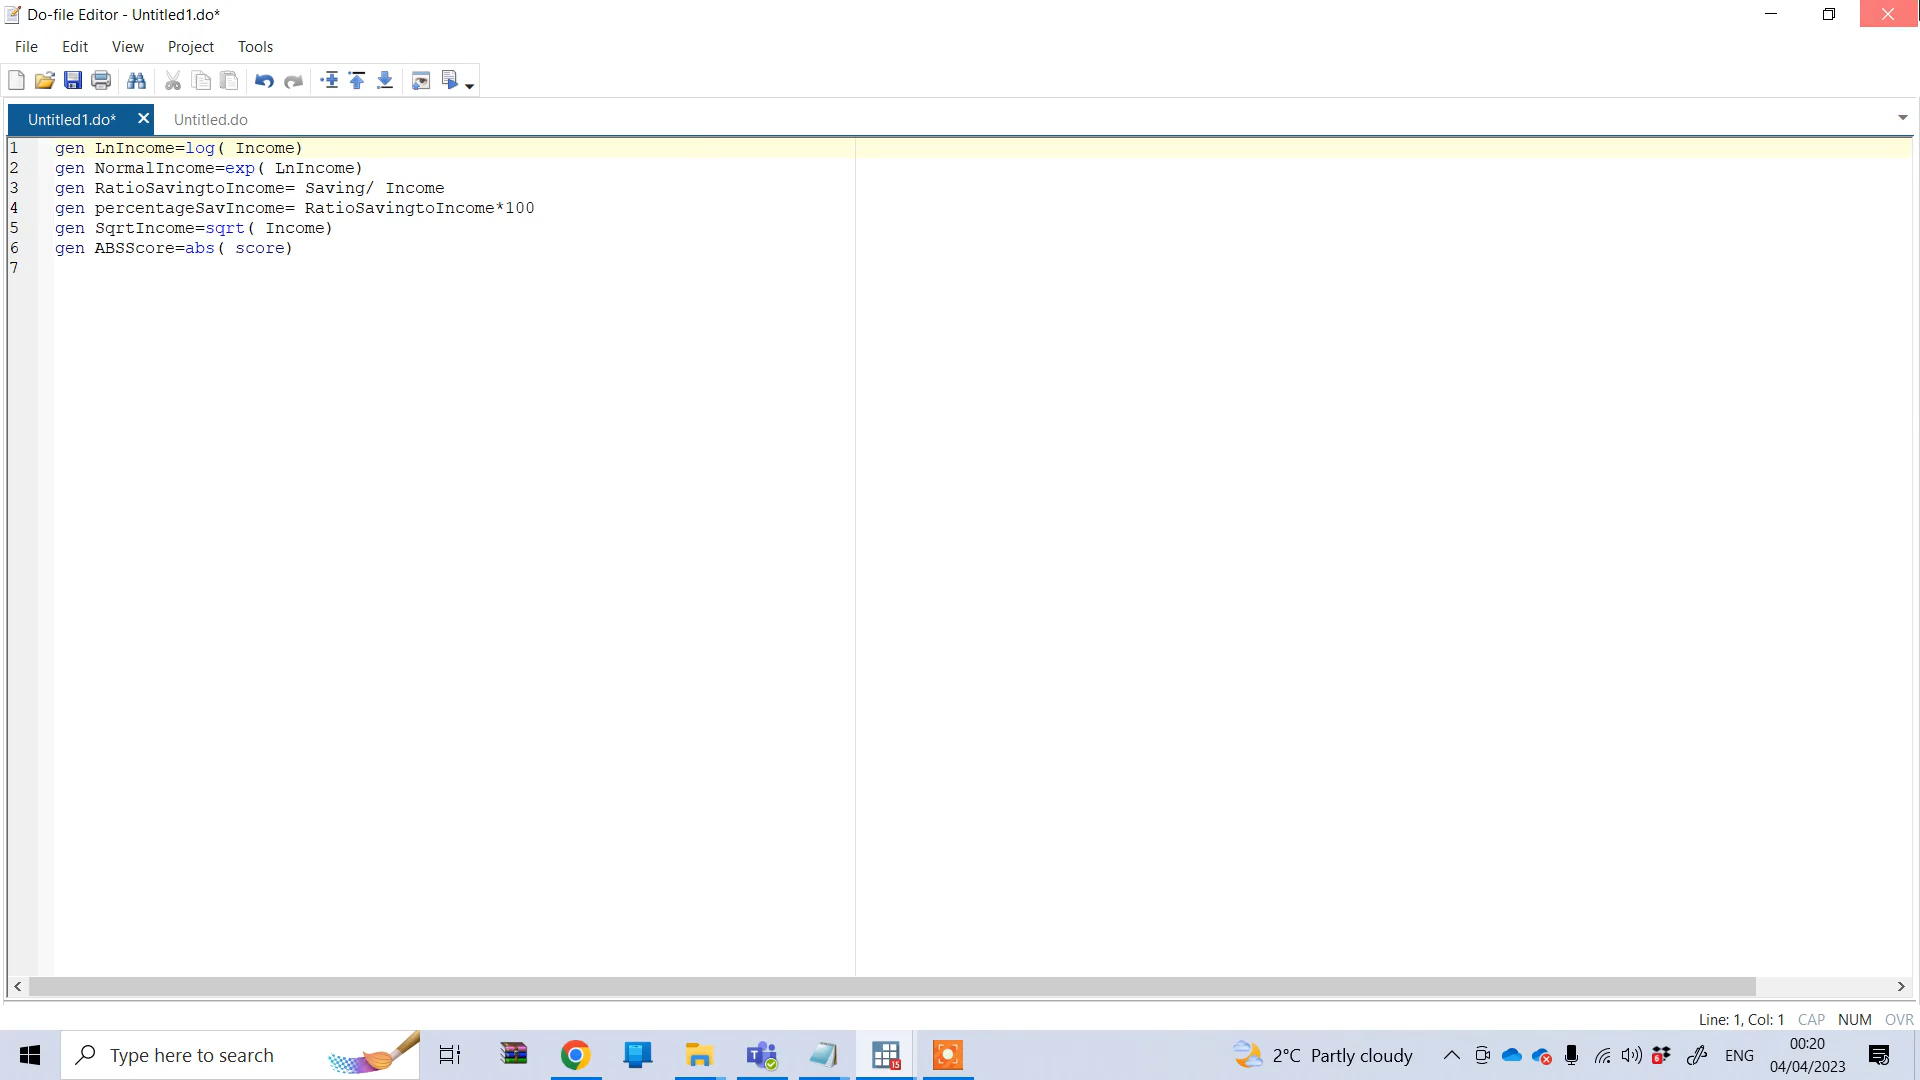 Do-file Editor - Untitled1.do*
File Edit View Project Tools
Untitled1.do* Untitled.do
1 gen LnIncome=log( Income)
2 gen NormalIncome=exp( LnIncome)
3 gen RatioSavingtoIncome= Saving/ Income
4 gen percentageSavIncome= RatioSavingtoIncome*100
5 gen SqrtIncome=sqrt( Income)
6 gen ABSScore=abs( score)
7
Line: 1, Col: 1 CAP NUM OVR
Type here to search
2°C Partly cloudy
ENG
00:20
04/04/2023